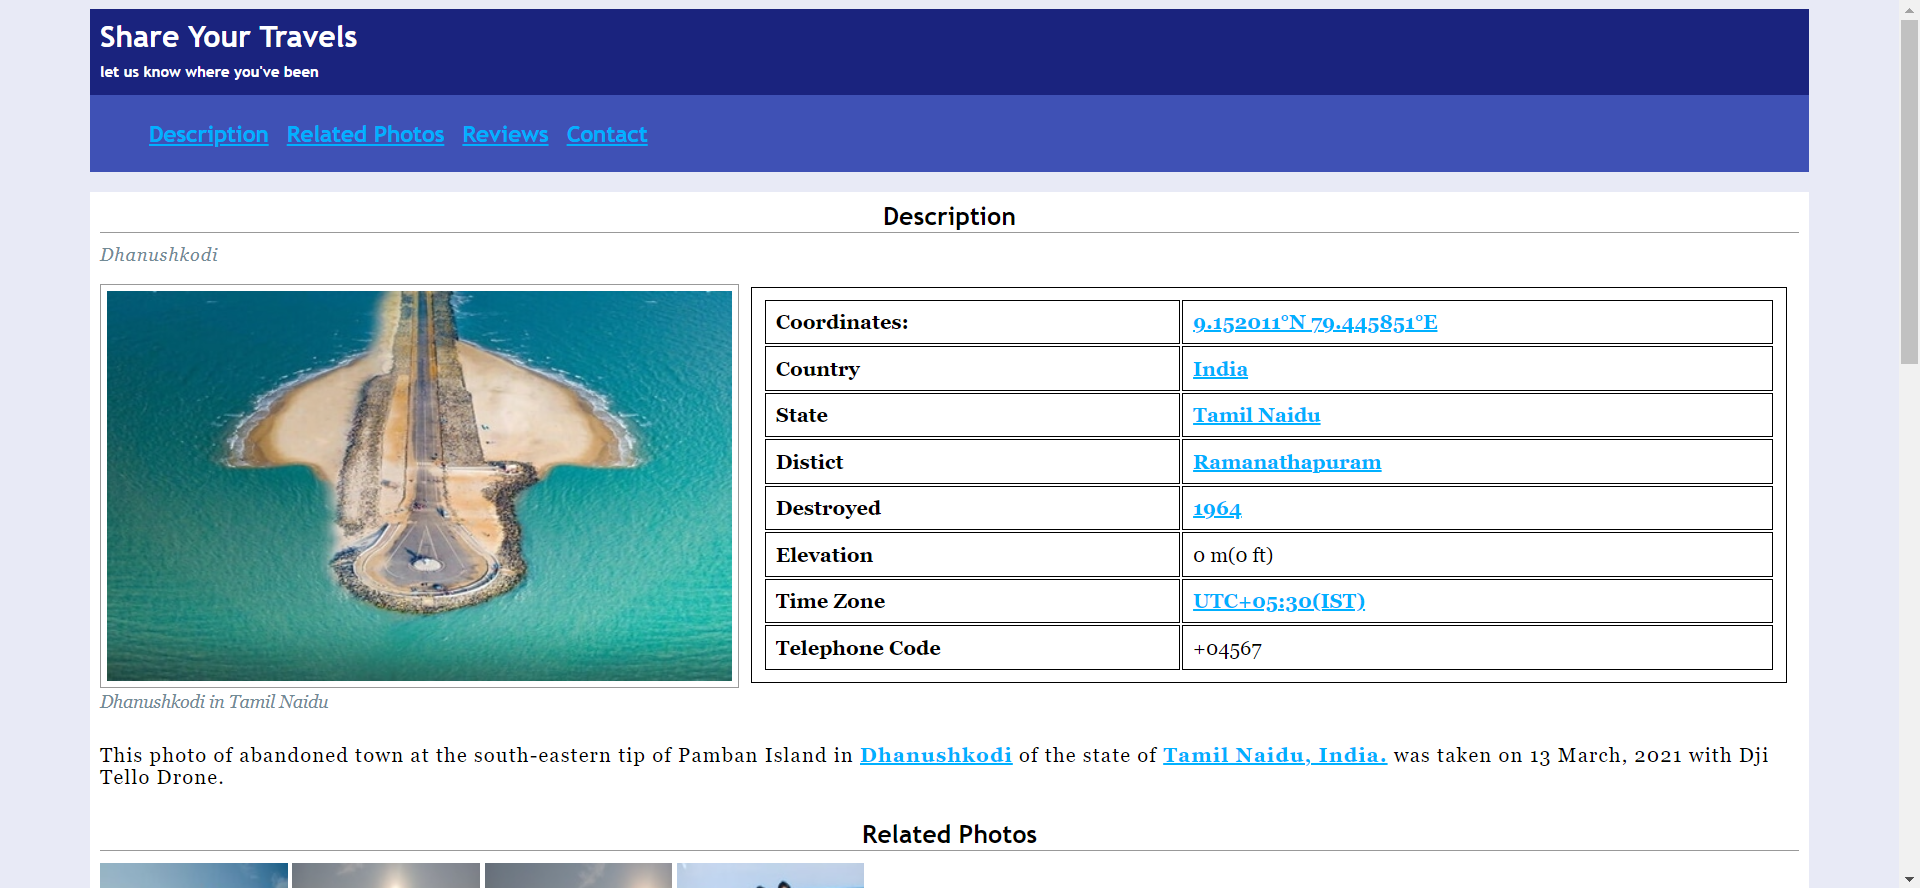 Share Your Travels
let us know where you've been
Description Related Photos Reviews Contact
Description
Dhanushkodi
Coordinates: 9.152011°N 79.445851°E
Country India
State Tamil Naidu
Distict Ramanathapuram
Destroyed 1964
Elevation 0 m(0 ft)
Time Zone UTC+05:30(IST)
Telephone Code +04567
Dhanushkodi in Tamil Naidu
This photo of abandoned town at the south-eastern tip of Pamban Island in Dhanushkodi of the state of Tamil Naidu, India. was taken on 13 March, 2021 with Dji
Tello Drone.
Related Photos